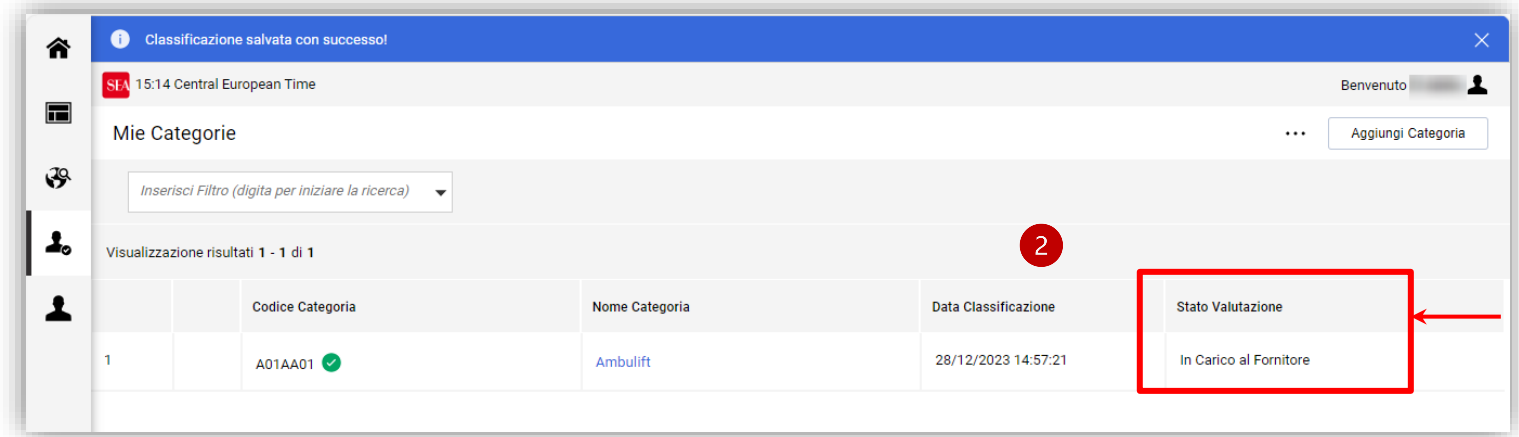 Classificazione salvata con successo!
SEA 15:14 Central European Time
Benvenuto
Mie Categorie
... Aggiungi Categoria
Inserisci Filtro (digita per iniziare la ricerca)
Visualizzazione risultati 1 - 1 di 1
2
Codice Categoria Nome Categoria Data Classificazione Stato Valutazione
1 A01AA01 Ambulift 28/12/2023 14:57:21 In Carico al Fornitore